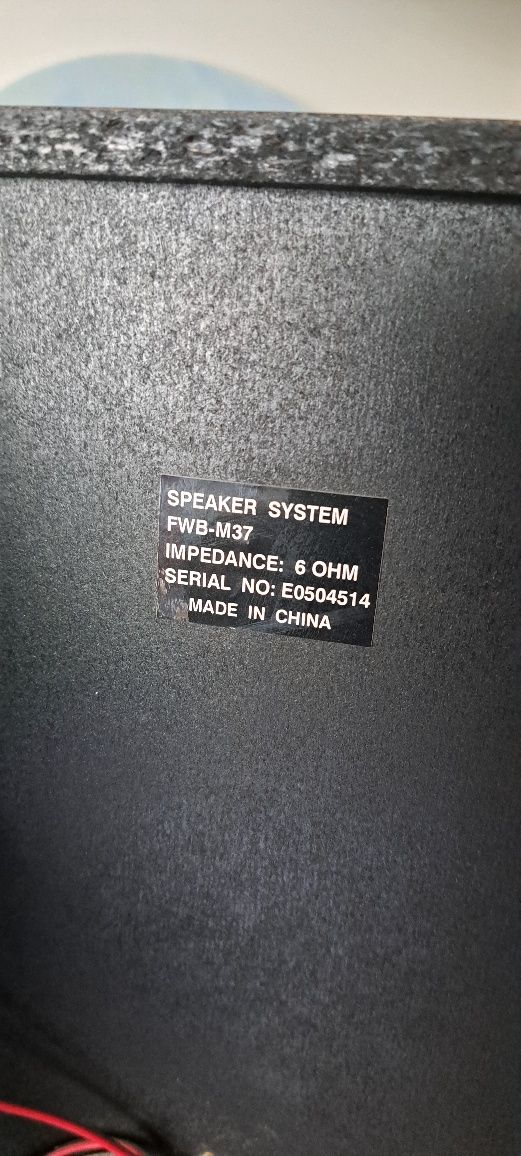 SPEAKER SYSTEM
FWB-M37
IMPEDANCE: 6 OHM
SERIAL NO: E0504514
MADE IN CHINA